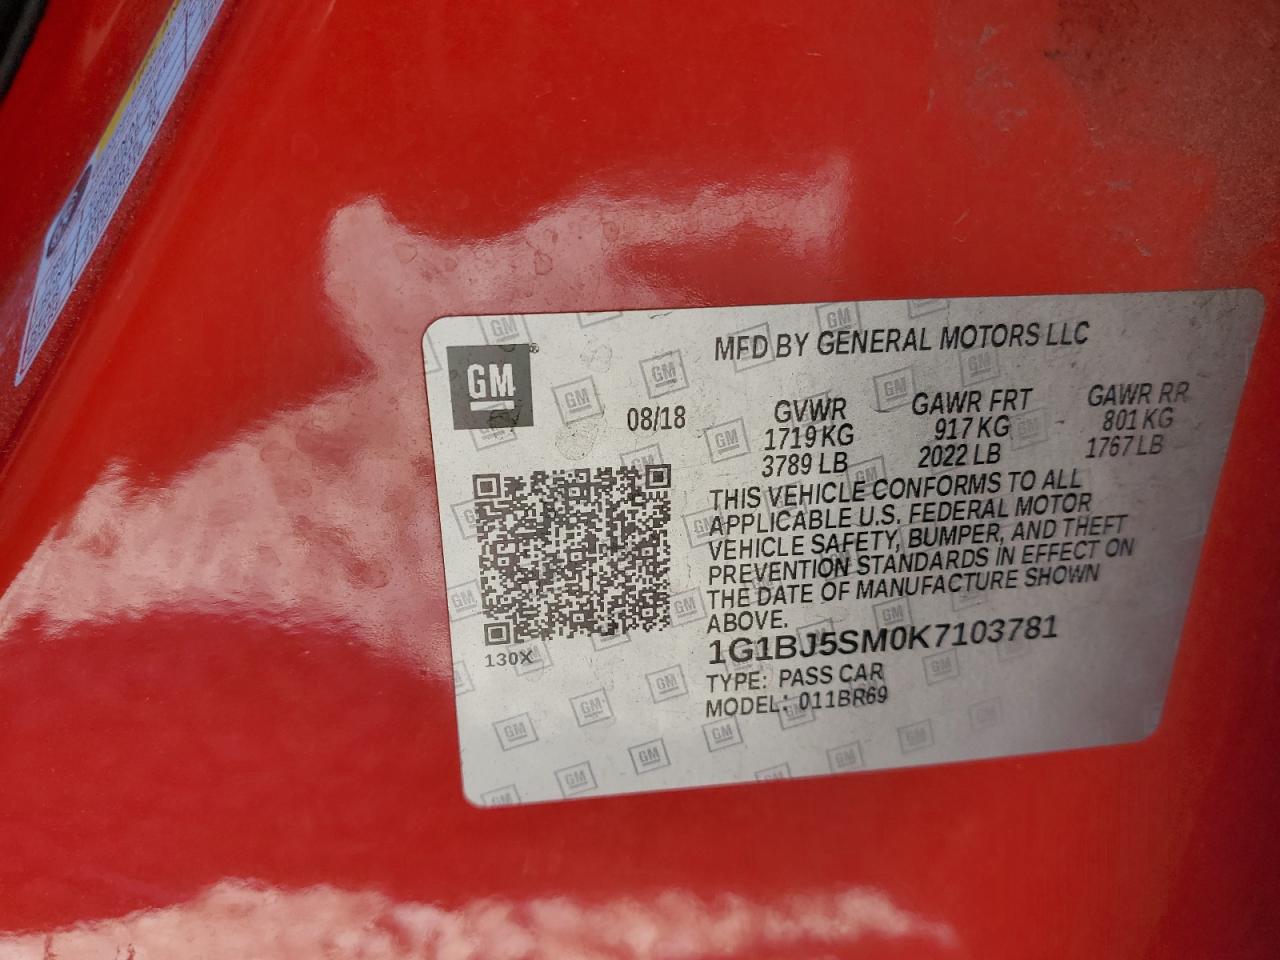 GM
MFD BY GENERAL MOTORS LLC
08/18
GVWR GAWR FRT GAWR RR
1719 KG 917 KG 801 KG
3789 LB 2022 LB 1767 LB
THIS VEHICLE CONFORMS TO ALL
APPLICABLE U.S. FEDERAL MOTOR
VEHICLE SAFETY, BUMPER, AND THEFT
PREVENTION STANDARDS IN EFFECT ON
THE DATE OF MANUFACTURE SHOWN
ABOVE.
1G1BJ5SM0K7103781
130X
TYPE: PASS CAR
MODEL: 011BR69